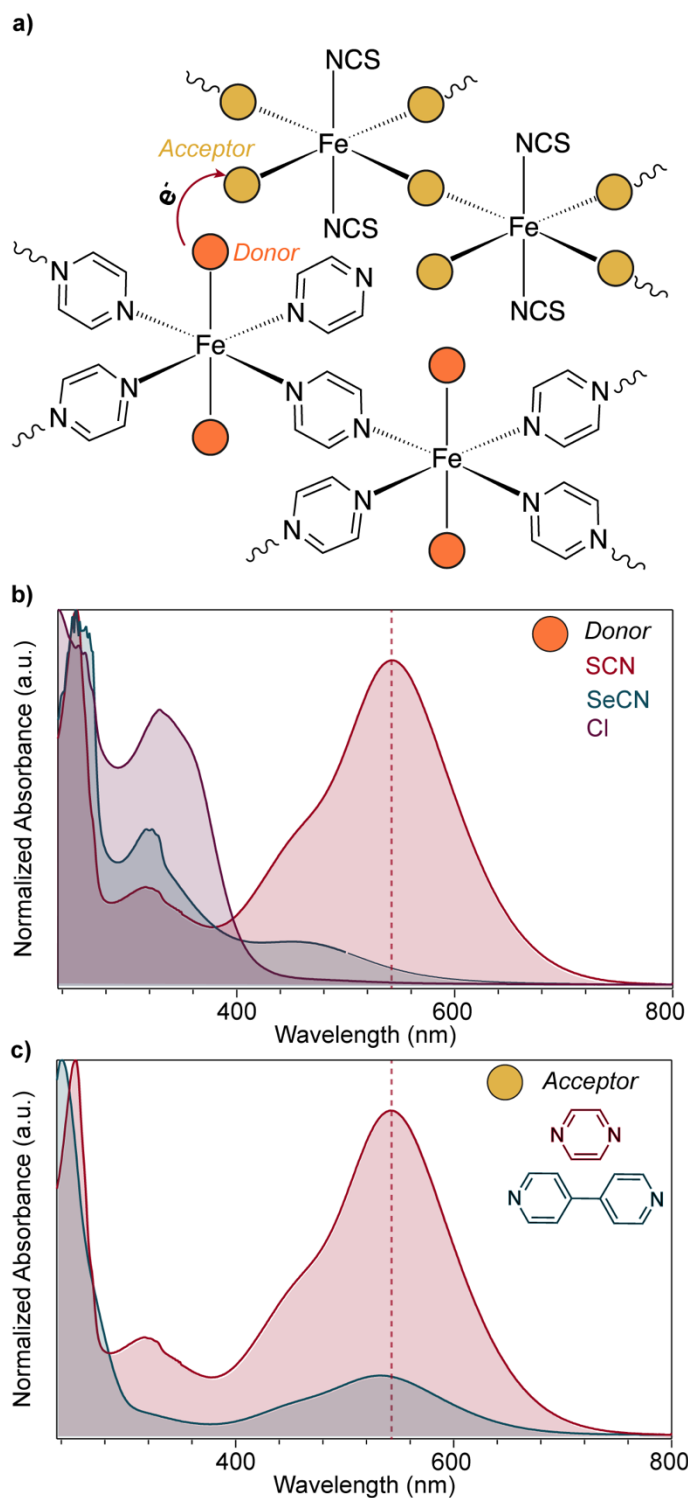 a)
NCS
Acceptor
Fe
NCS
e-
NCS
Donor
Fe
N
N
N
N
NCS
Fe
N
N
N
N
N
N
Fe
N
N
N
N
N
N
b)
Normalized Absorbance (a.u.)
Donor
SCN
SeCN
Cl
400
600
800
Wavelength (nm)
c)
Normalized Absorbance (a.u.)
Acceptor
N
N
N
N
400
600
800
Wavelength (nm)